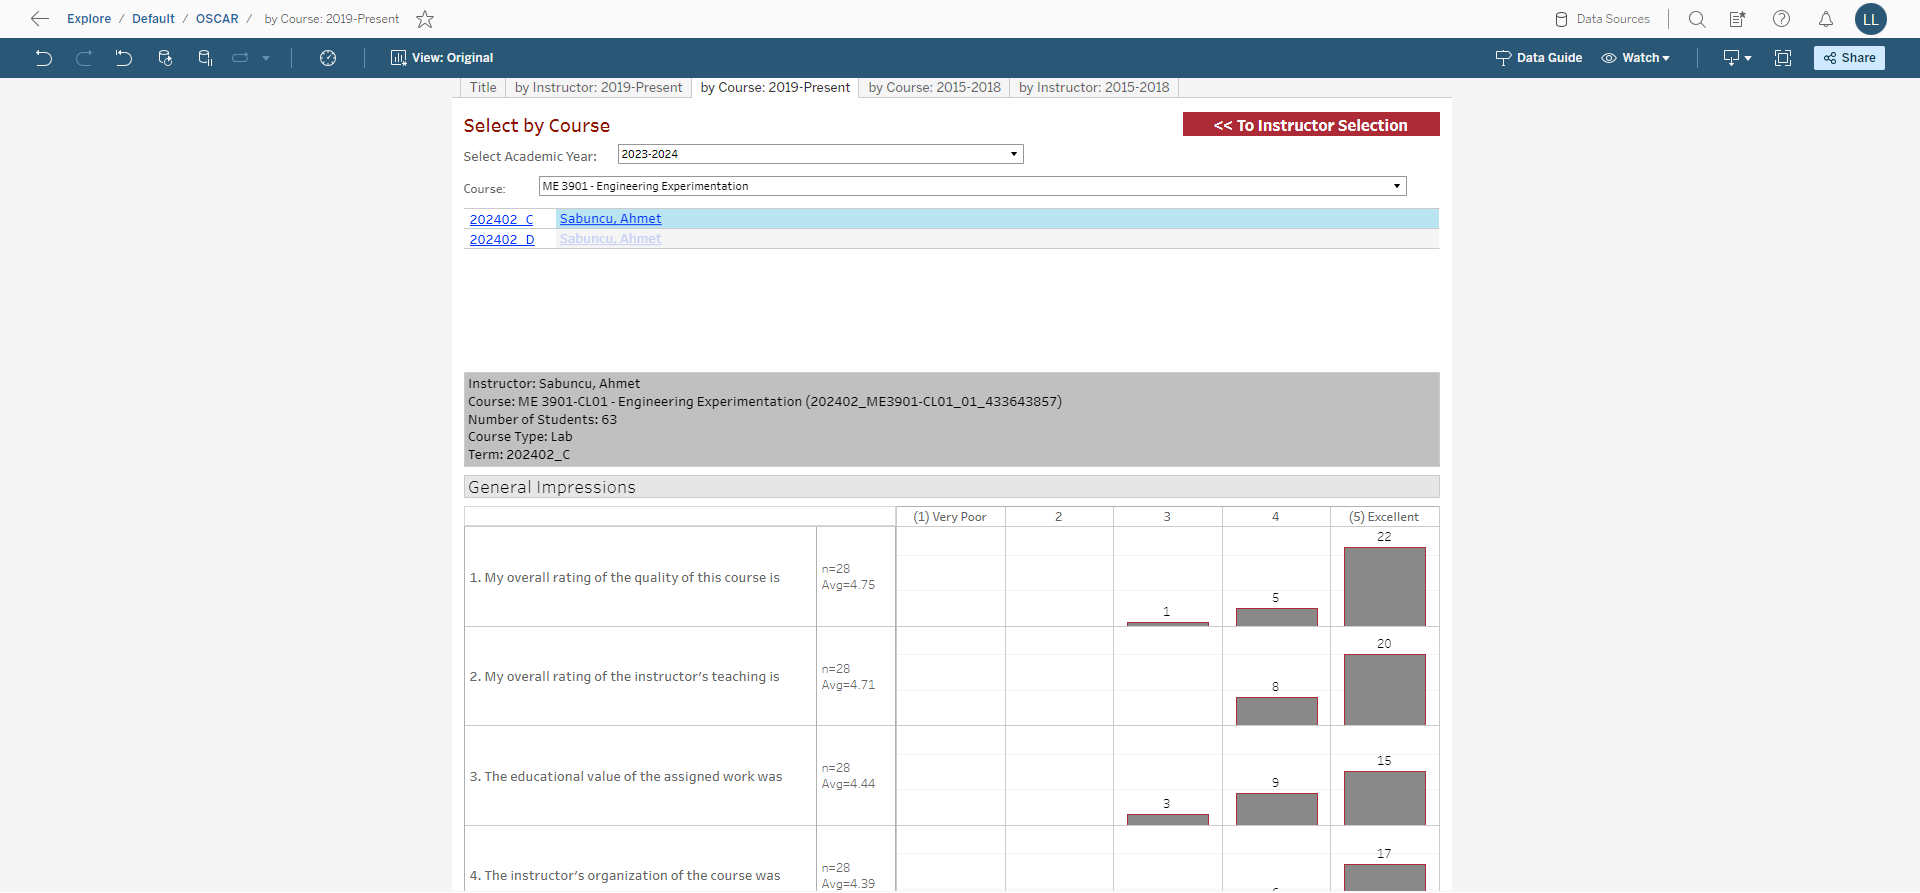 Explore / Default / OSCAR / by Course: 2019-Present
Data Sources
LL
View: Original
Data Guide
Watch
Share
Title
by Instructor: 2019-Present
by Course: 2019-Present
by Course: 2015-2018
by Instructor: 2015-2018
Select by Course
<< To Instructor Selection
Select Academic Year:
2023-2024
Course:
ME 3901 - Engineering Experimentation
202402_C Sabuncu, Ahmet
202402_D Sabuncu, Ahmet
Instructor: Sabuncu, Ahmet
Course: ME 3901-CL01 - Engineering Experimentation (202402_ME3901-CL01_01_433643857)
Number of Students: 63
Course Type: Lab
Term: 202402_C
General Impressions
(1) Very Poor 2 3 4 (5) Excellent
1. My overall rating of the quality of this course is
n=28
Avg=4.75
1 5 22
2. My overall rating of the instructor's teaching is
n=28
Avg=4.71
8 20
3. The educational value of the assigned work was
n=28
Avg=4.44
3 9 15
4. The instructor's organization of the course was
n=28
Avg=4.39
17